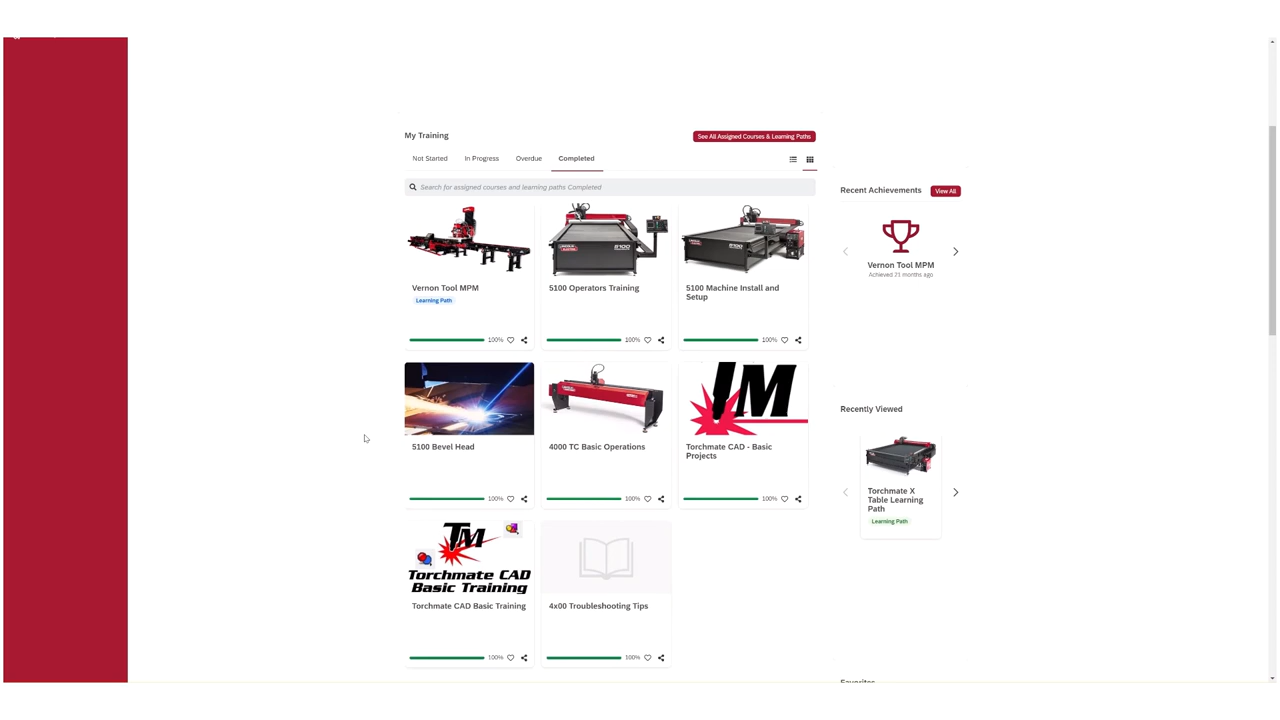 My Training
See All Assigned Courses & Learning Paths
Not Started
In Progress
Overdue
Completed
Search for assigned courses and learning paths Completed
Recent Achievements
View All
Vernon Tool MPM
Achieved 21 months ago
5100
5100
Vernon Tool MPM
Learning Path
5100 Operators Training
5100 Machine Install and
Setup
100%
100%
100%
TM
5100 Bevel Head
4000 TC Basic Operations
Torchmate CAD - Basic
Projects
100%
100%
100%
Recently Viewed
Torchmate X
Table Learning
Path
Learning Path
TM
Torchmate CAD
Basic Training
Torchmate CAD Basic Training
4x00 Troubleshooting Tips
100%
100%
Favorites